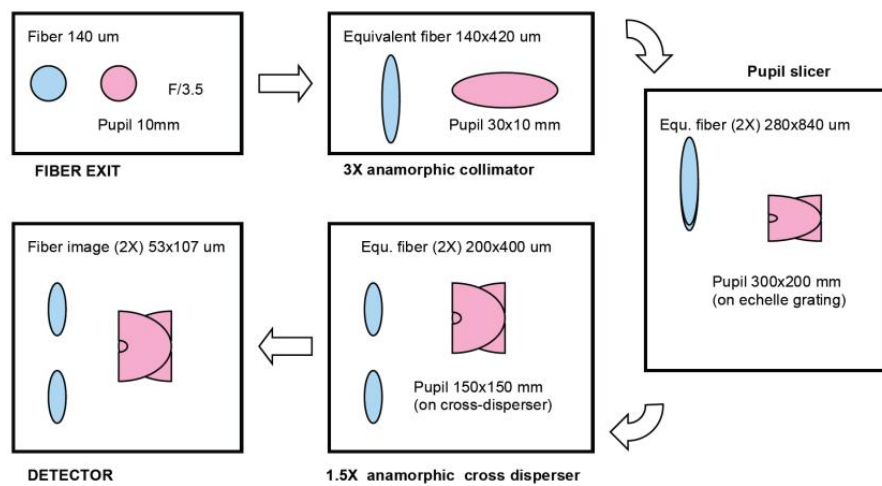 Fiber 140 um
F/3.5
Pupil 10mm
FIBER EXIT
Equivalent fiber 140x420 um
Pupil 30x10 mm
3X anamorphic collimator
Pupil slicer
Equ. fiber (2X) 280x840 um
Pupil 300x200 mm
(on echelle grating)
Equ. fiber (2X) 200x400 um
Pupil 150x150 mm
(on cross-disperser)
1.5X anamorphic cross disperser
Fiber image (2X) 53x107 um
DETECTOR